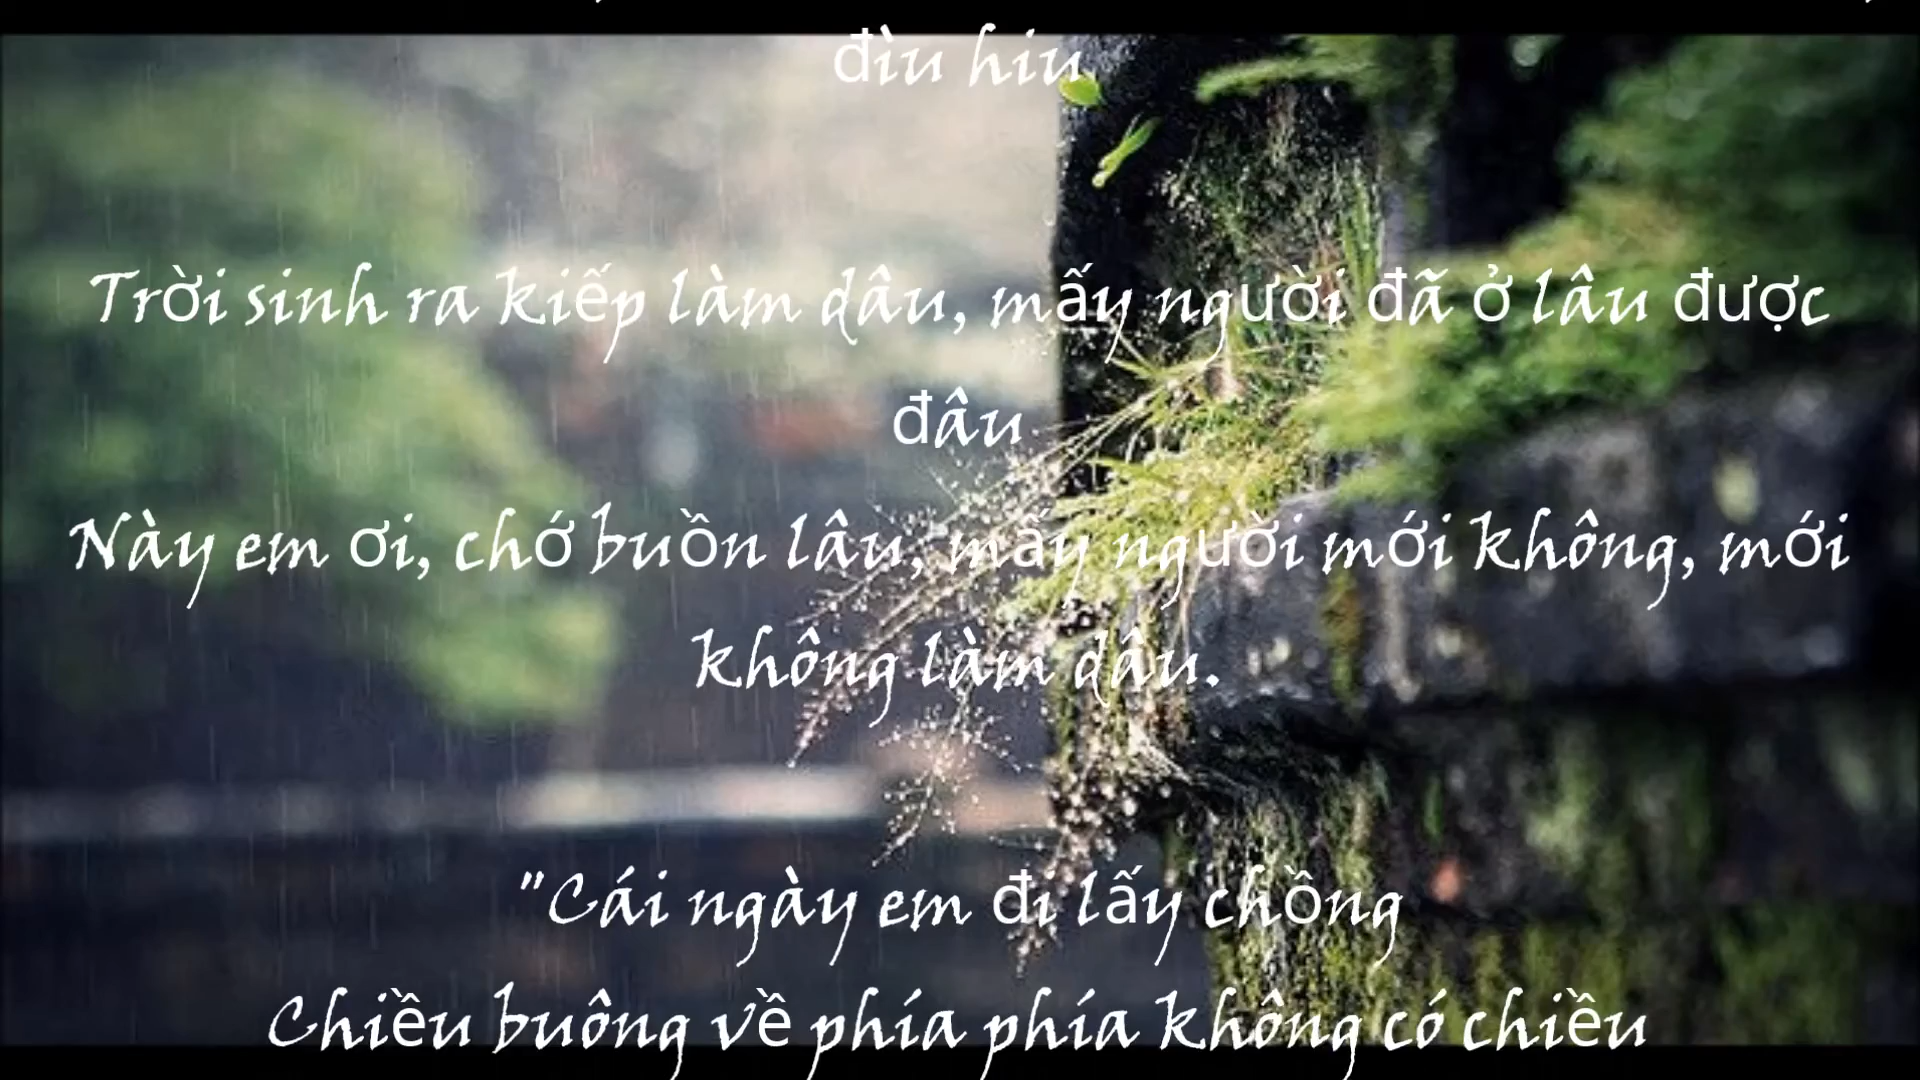 đìu hiu
Trời sinh ra kiếp làm dâu, mấy người đã ở lâu được
đâu
Này em ơi, chớ buồn lâu, mấy người mới không, mới
không làm dâu.
"Cái ngày em đi lấy chồng
Chiều buông về phía phía không có chiều